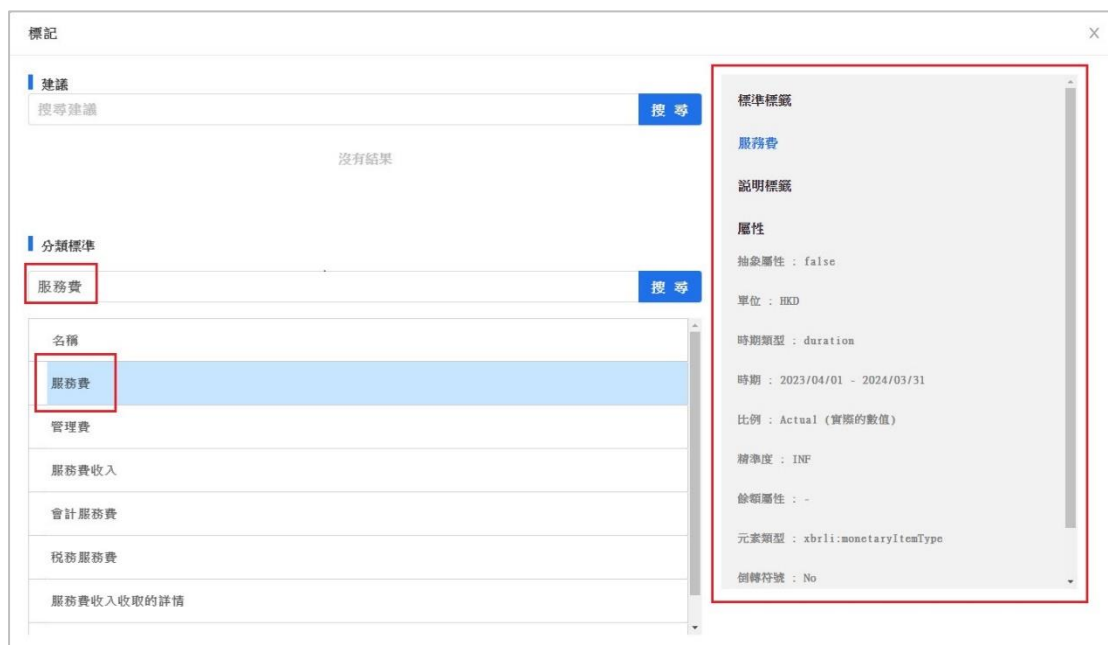 標記
X
建議
搜尋建議
搜 尋
沒有結果
分類標準
服務費
搜 尋
名稱
服務費
管理費
服務費收入
會計服務費
稅務服務費
服務費收入收取的詳情
標準標籤
服務費
說明標籤
屬性
抽象屬性 : false
單位 : HKD
時期類型 : duration
時期 : 2023/04/01 - 2024/03/31
比例 : Actual (實際的數值)
精準度 : INF
餘額屬性 : -
元素類型 : xbrli:monetaryItemType
倒轉符號 : No